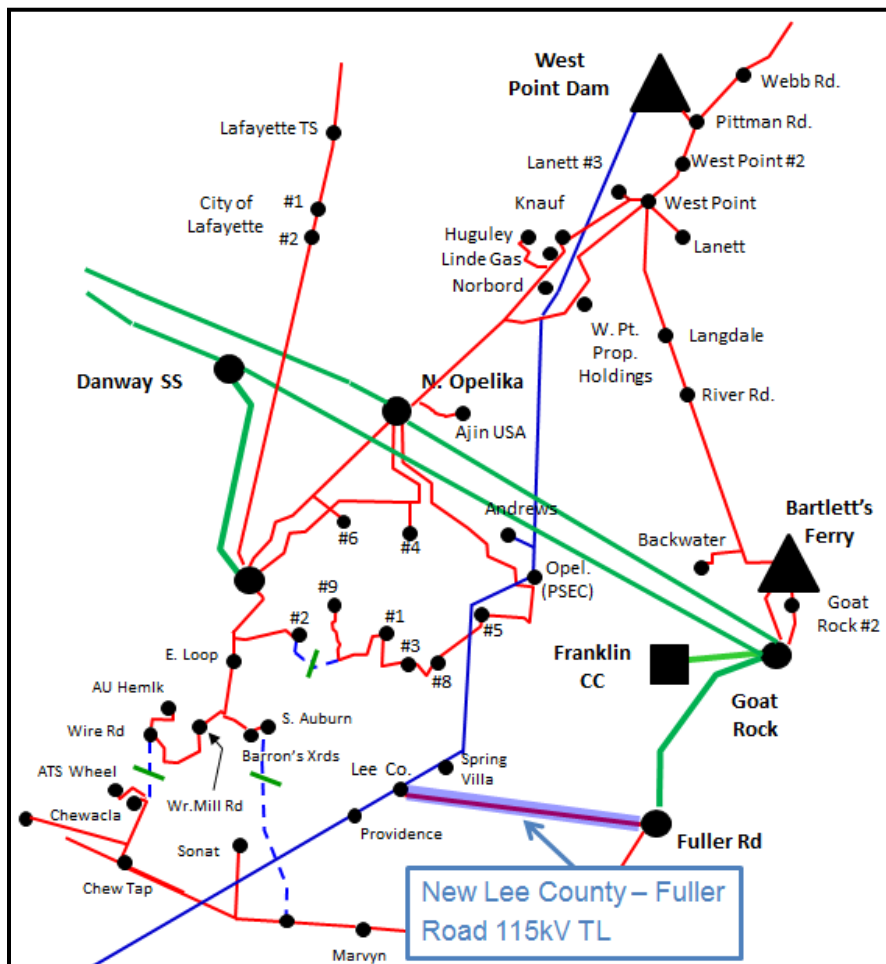 West
Point Dam
Webb Rd.
Pittman Rd.
Lafayette TS
Lanett #3
West Point #2
City of
Lafayette
#1
#2
Knauf
West Point
Huguley
Linde Gas
Lanett
Norbord
W. Pt.
Prop.
Holdings
Langdale
Danway SS
N. Opelika
River Rd.
Ajin USA
Bartlett's
Ferry
Andrews
#6
#4
Backwater
Opel.
(PSEC)
#9
#2
#1
#5
Goat
Rock #2
#3
#8
E. Loop
Franklin
CC
AU Hemlk
Goat
Rock
S. Auburn
Wire Rd
Barron's Xrds
ATS Wheel
Wr.Mill Rd
Lee Co.
Spring
Villa
Chewacla
Providence
Fuller Rd
Sonat
Chew Tap
New Lee County – Fuller
Road 115kV TL
Marvyn